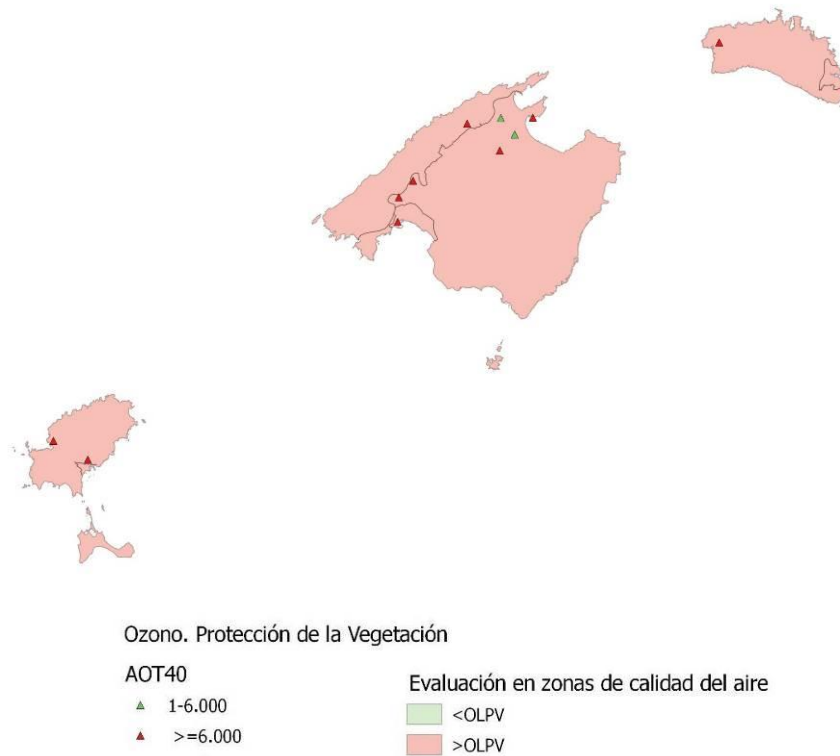 Ozono. Protección de la Vegetación
AOT40
1-6.000
>=6.000
Evaluación en zonas de calidad del aire
<OLPV
>OLPV